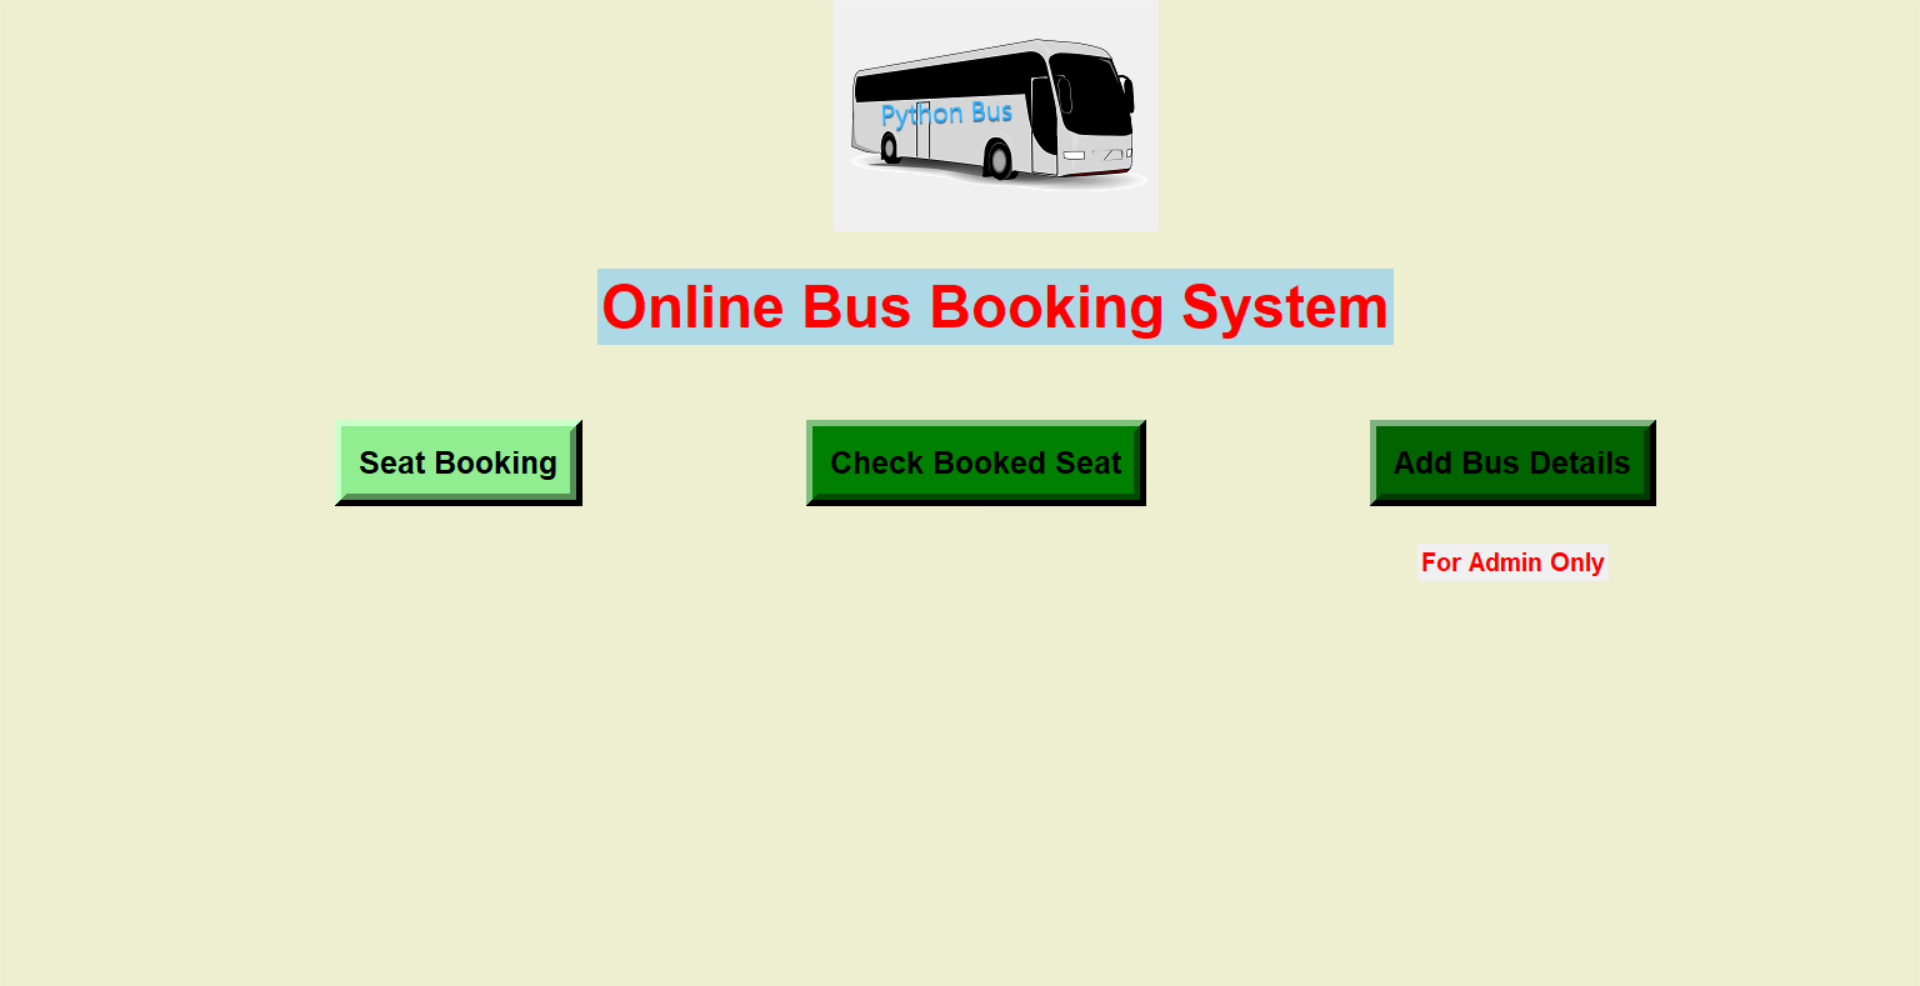 Python Bus
Online Bus Booking System
Seat Booking
Check Booked Seat
Add Bus Details
For Admin Only